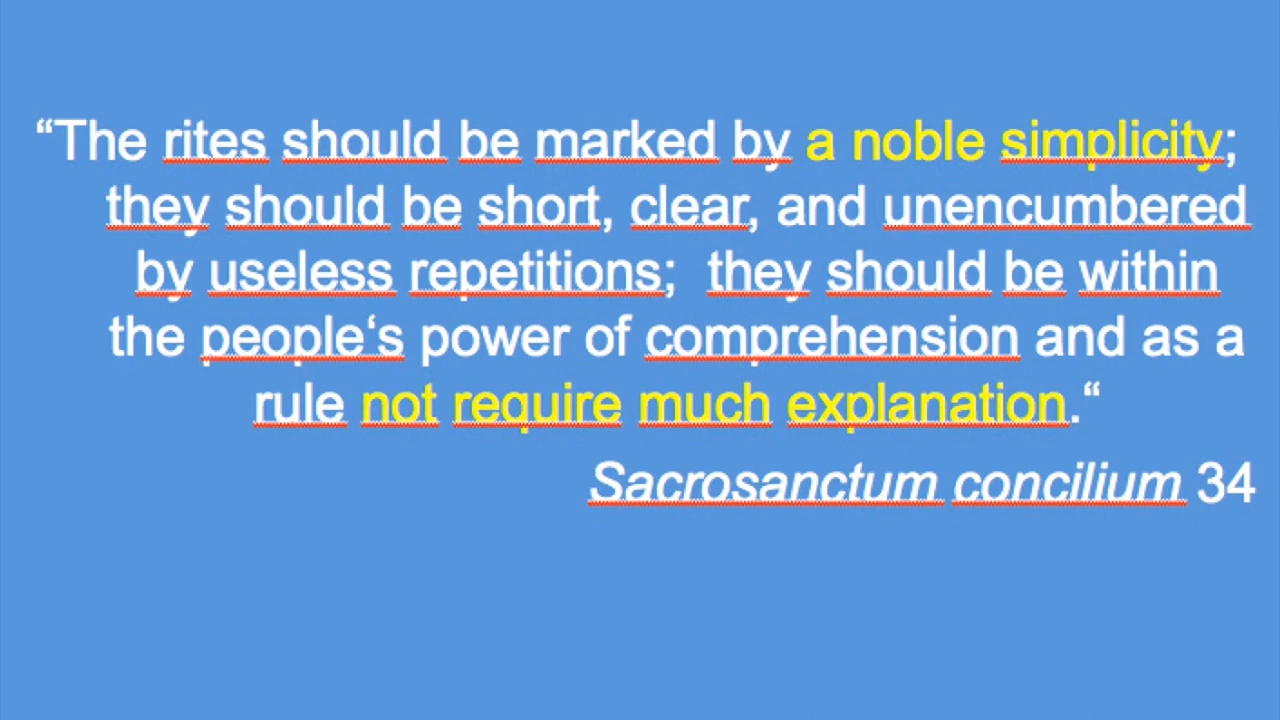 “The rites should be marked by a noble simplicity;
they should be short, clear, and unencumbered
by useless repetitions;  they should be within
the people‘s power of comprehension and as a
rule not require much explanation.“
Sacrosanctum concilium 34